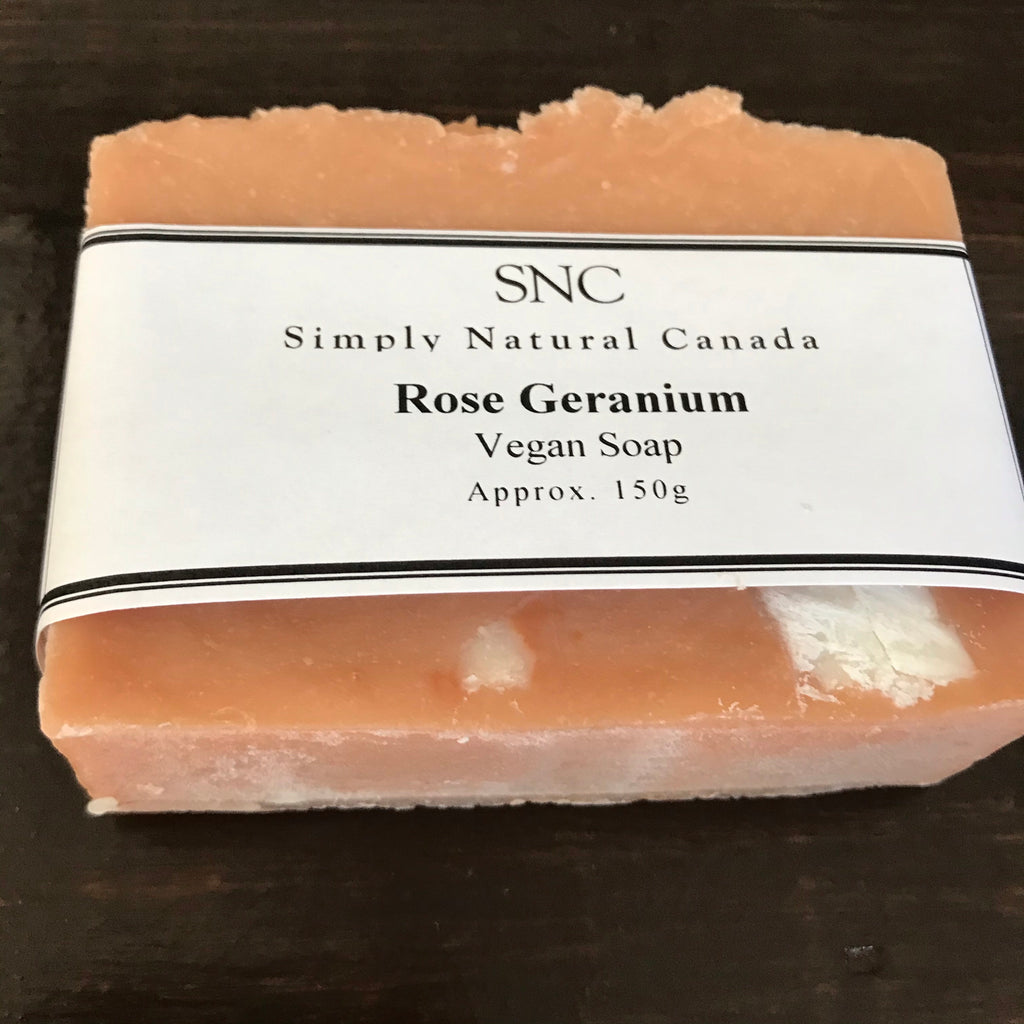 SNC
Simply Natural Canada
Rose Geranium
Vegan Soap
Approx. 150g